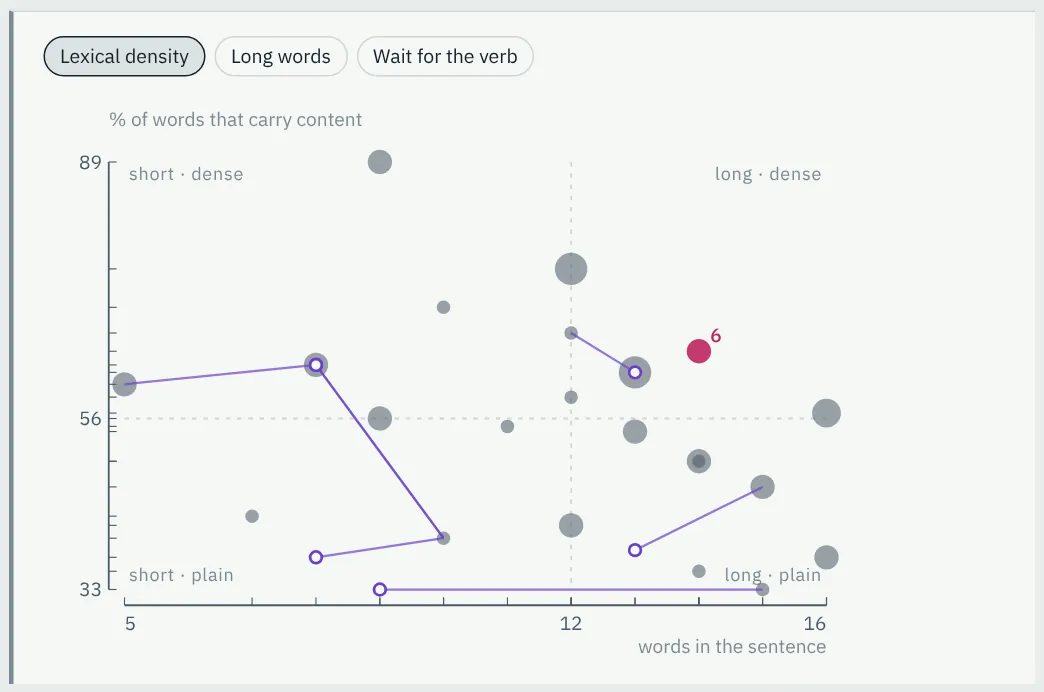 Lexical density Long words Wait for the verb
% of words that carry content
89
short · dense long · dense
6
56
short · plain long · plain
33
5 12 16
words in the sentence